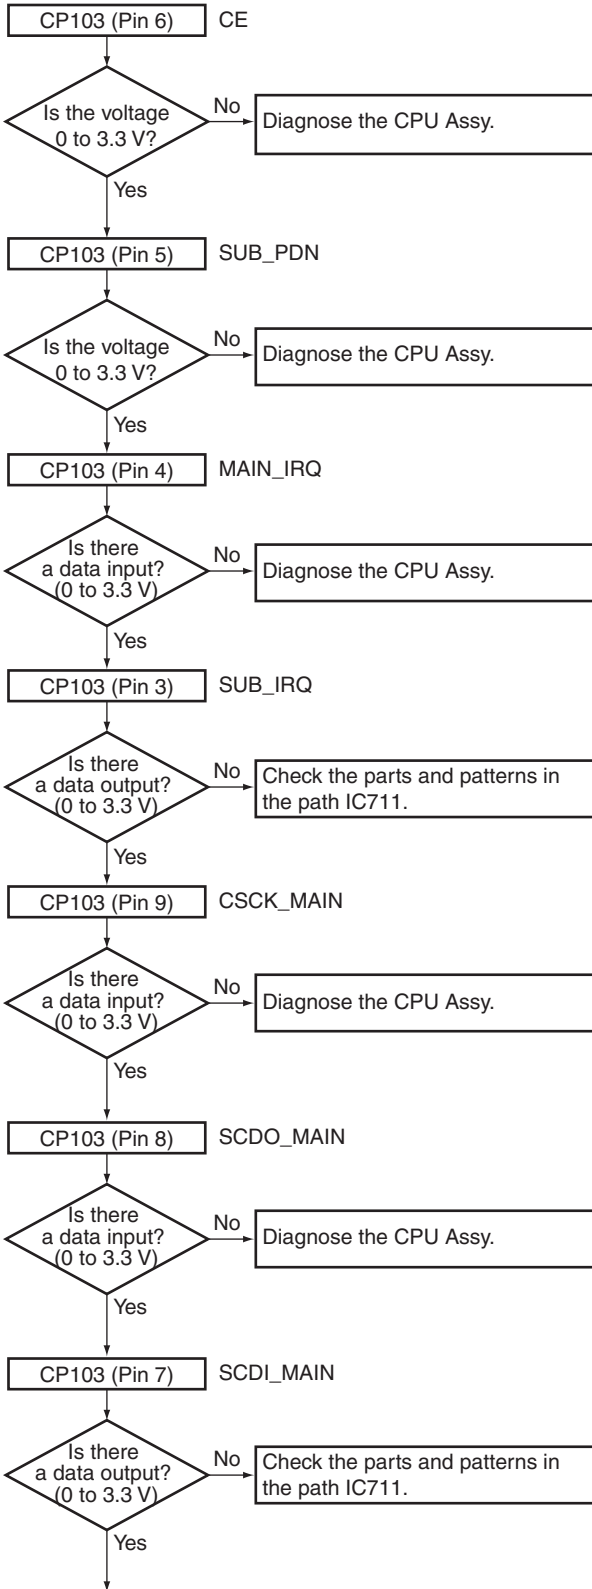 CP103 (Pin 6) CE
Is the voltage
0 to 3.3 V?
No
Diagnose the CPU Assy.
Yes
CP103 (Pin 5) SUB_PDN
Is the voltage
0 to 3.3 V?
No
Diagnose the CPU Assy.
Yes
CP103 (Pin 4) MAIN_IRQ
Is there
a data input?
(0 to 3.3 V)
No
Diagnose the CPU Assy.
Yes
CP103 (Pin 3) SUB_IRQ
Is there
a data output?
(0 to 3.3 V)
No
Check the parts and patterns in
the path IC711.
Yes
CP103 (Pin 9) CSCK_MAIN
Is there
a data input?
(0 to 3.3 V)
No
Diagnose the CPU Assy.
Yes
CP103 (Pin 8) SCDO_MAIN
Is there
a data input?
(0 to 3.3 V)
No
Diagnose the CPU Assy.
Yes
CP103 (Pin 7) SCDI_MAIN
Is there
a data output?
(0 to 3.3 V)
No
Check the parts and patterns in
the path IC711.
Yes